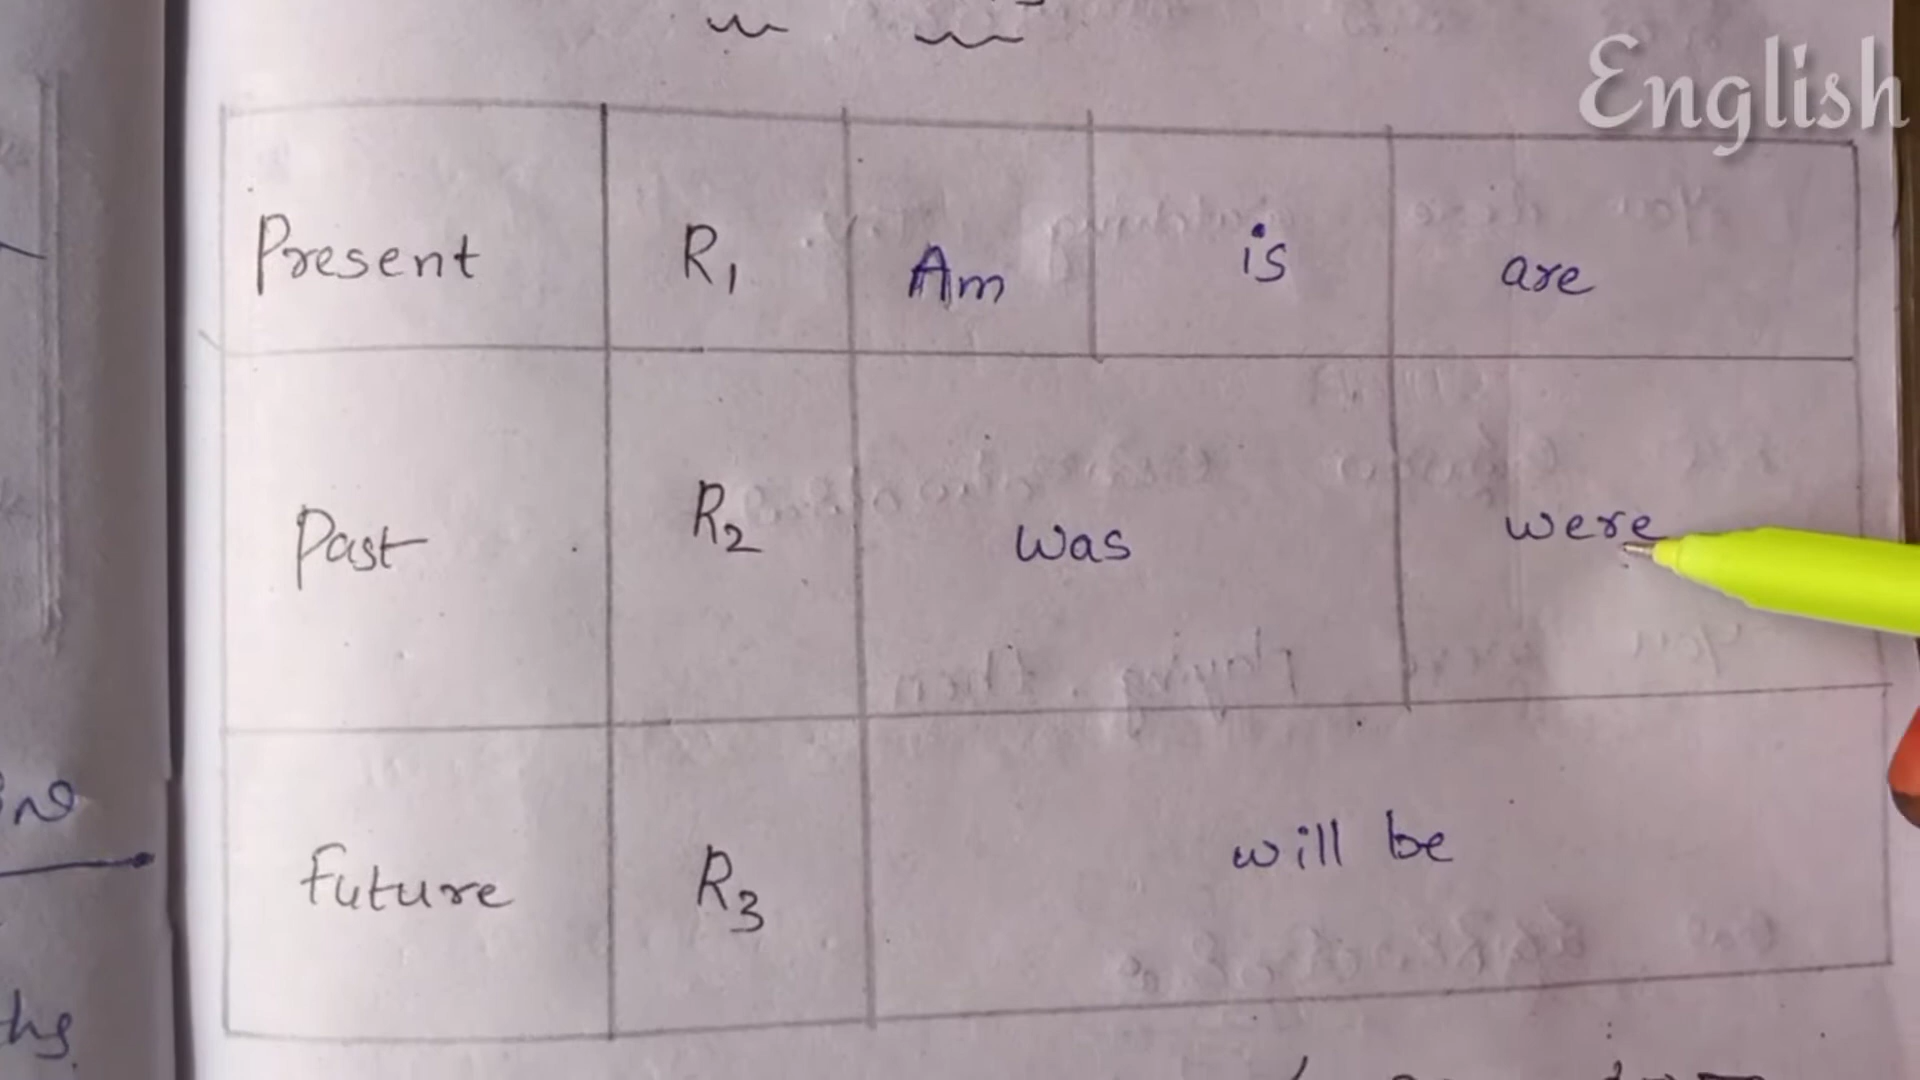 English
Present R1 Am is are
Past R2 was were
Future R3 will be